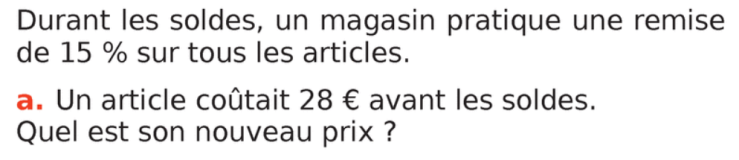 Durant les soldes, un magasin pratique une remise
de 15 % sur tous les articles.
a. Un article coûtait 28 € avant les soldes.
Quel est son nouveau prix ?